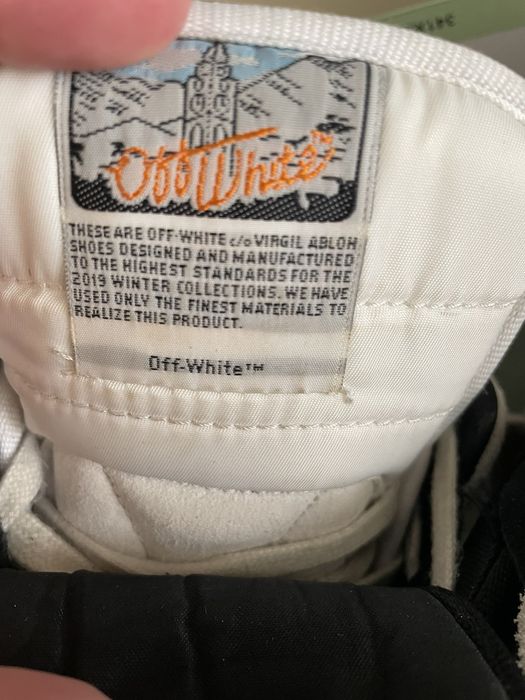 Off White™
THESE ARE OFF-WHITE c/o VIRGIL ABLOH
SHOES DESIGNED AND MANUFACTURED
TO THE HIGHEST STANDARDS FOR THE
2019 WINTER COLLECTIONS. WE HAVE
USED ONLY THE FINEST MATERIALS TO
REALIZE THIS PRODUCT.
Off-White™